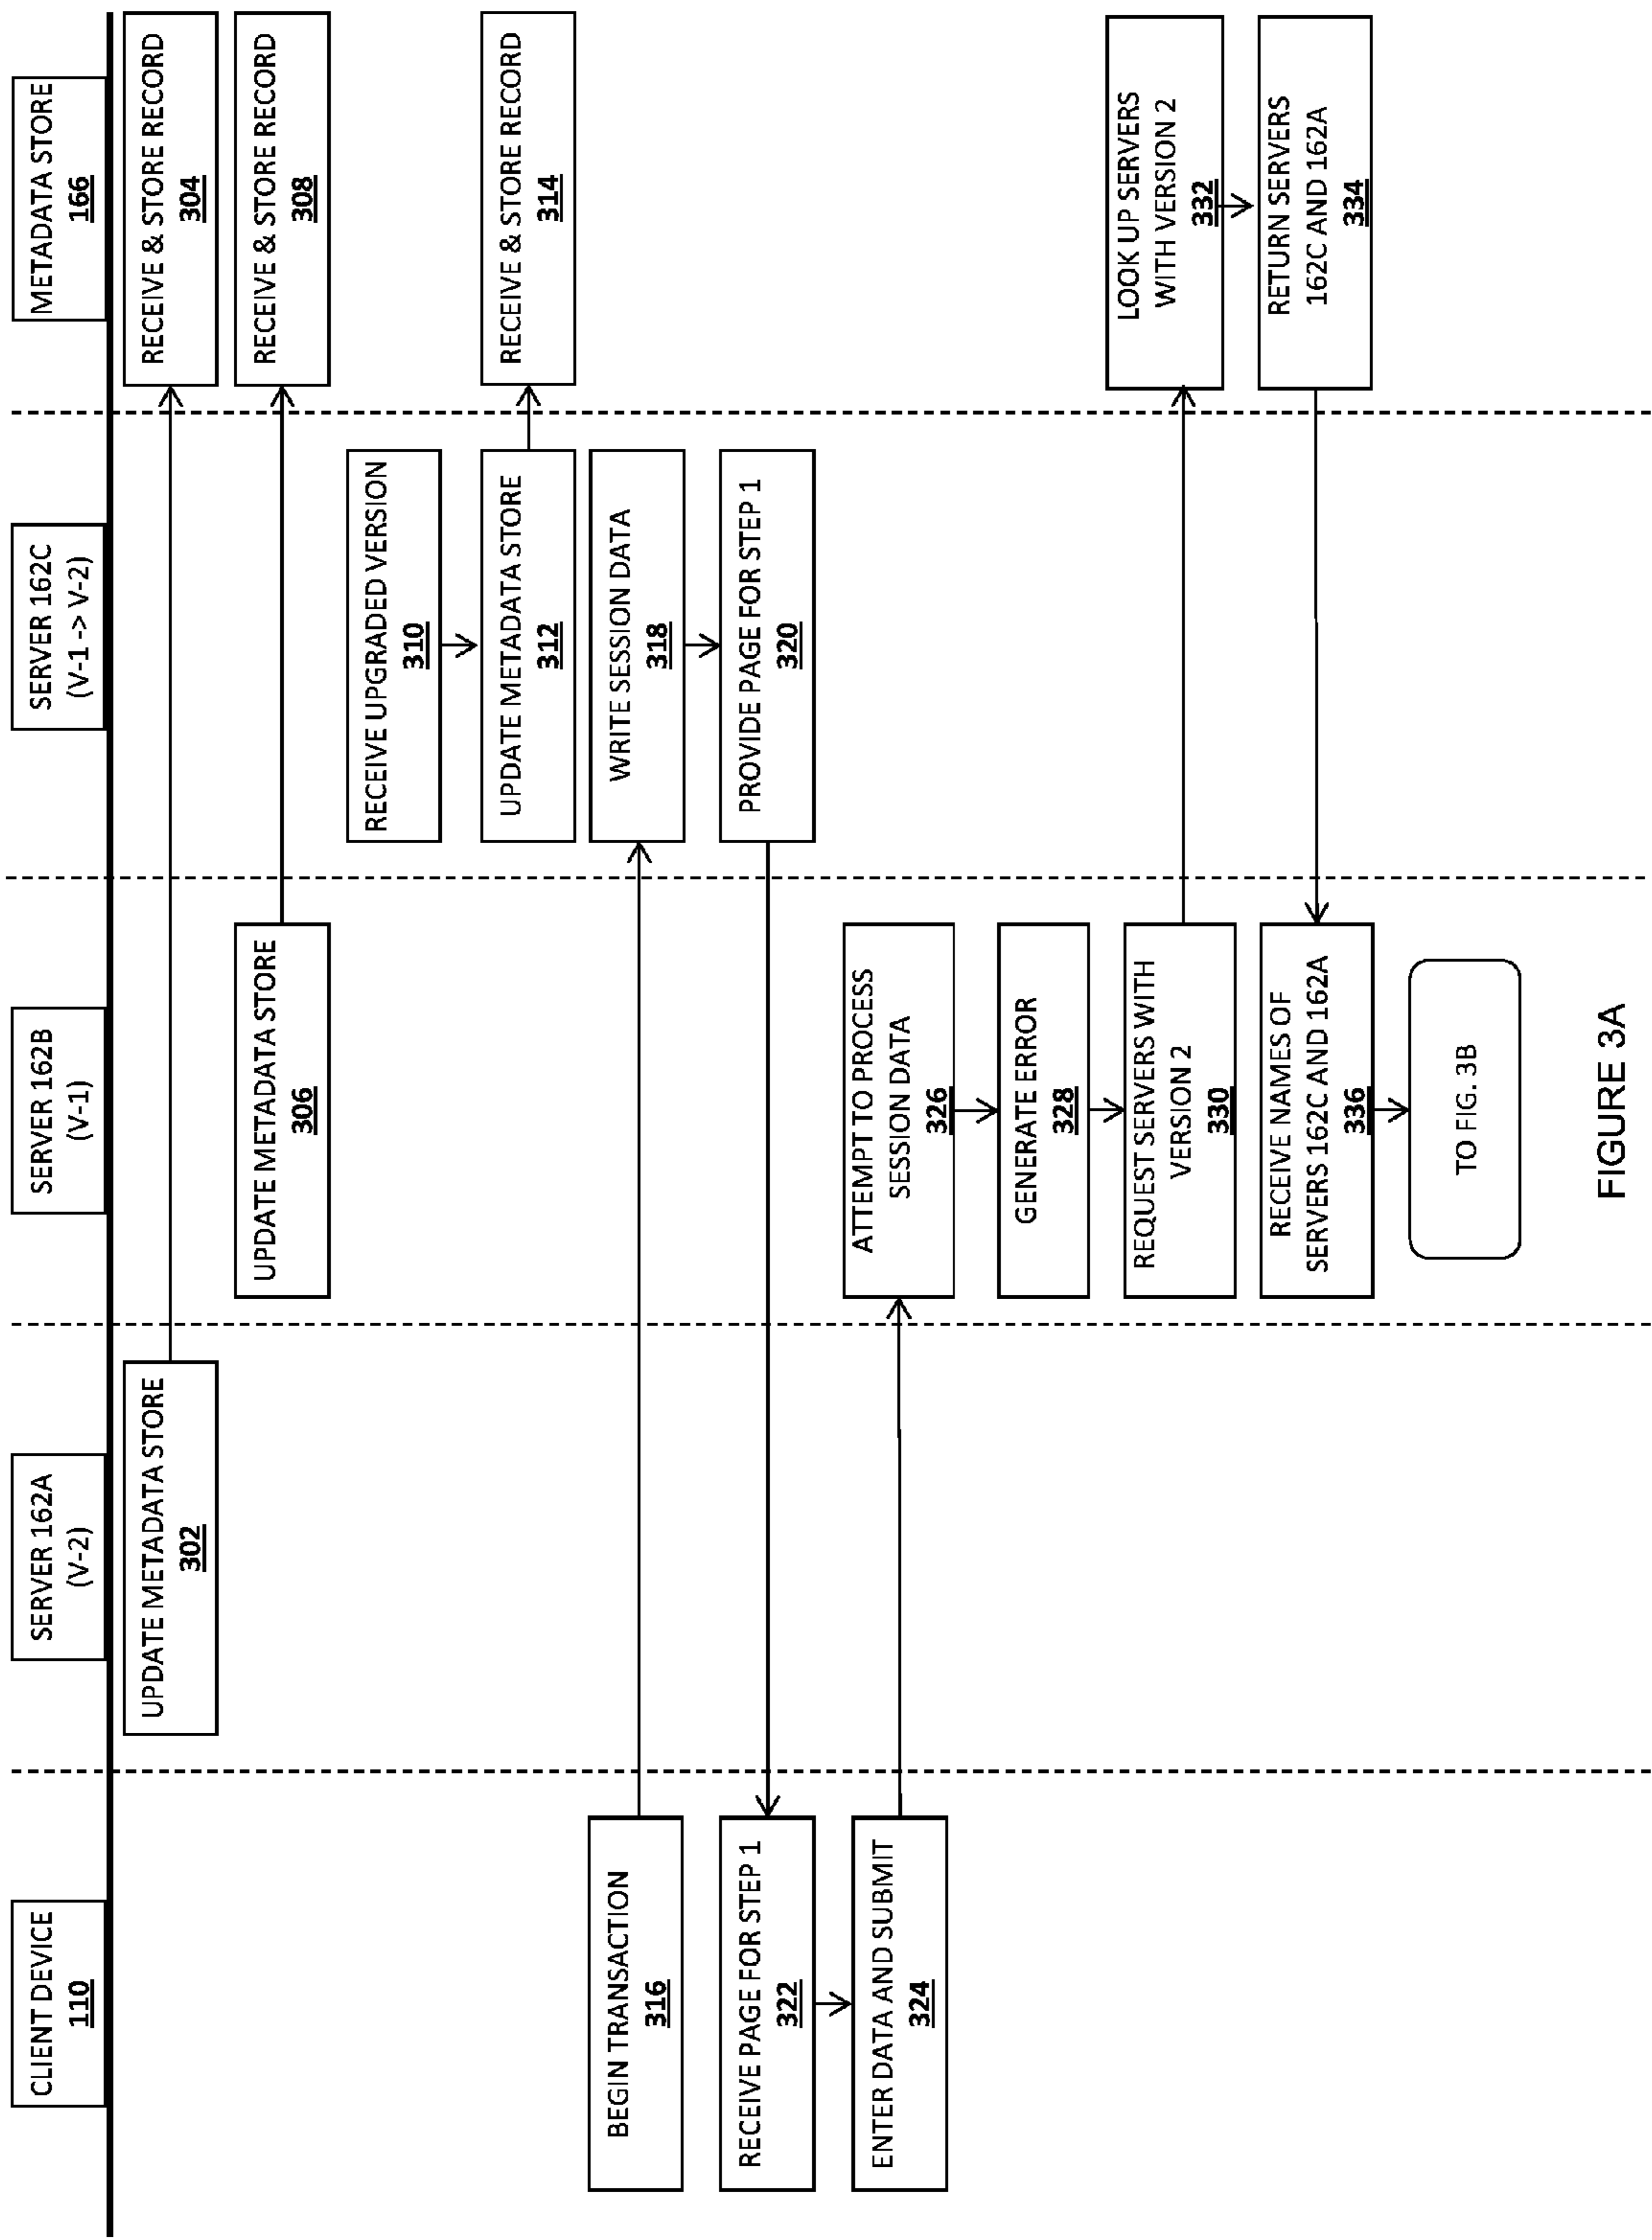 CLIENT DEVICE
110
SERVER 162A
(V-2)
SERVER 162B
(V-1)
SERVER 162C
(V-1 -> V-2)
METADATA STORE
166
UPDATE METADATA STORE
302
RECEIVE & STORE RECORD
304
UPDATE METADATA STORE
306
RECEIVE & STORE RECORD
308
RECEIVE UPGRADED VERSION
310
UPDATE METADATA STORE
312
RECEIVE & STORE RECORD
314
BEGIN TRANSACTION
316
WRITE SESSION DATA
318
PROVIDE PAGE FOR STEP 1
320
RECEIVE PAGE FOR STEP 1
322
ENTER DATA AND SUBMIT
324
ATTEMPT TO PROCESS
SESSION DATA
326
GENERATE ERROR
328
REQUEST SERVERS WITH
VERSION 2
330
LOOK UP SERVERS
WITH VERSION 2
332
RETURN SERVERS
162C AND 162A
334
RECEIVE NAMES OF
SERVERS 162C AND 162A
336
TO FIG. 3B
FIGURE 3A